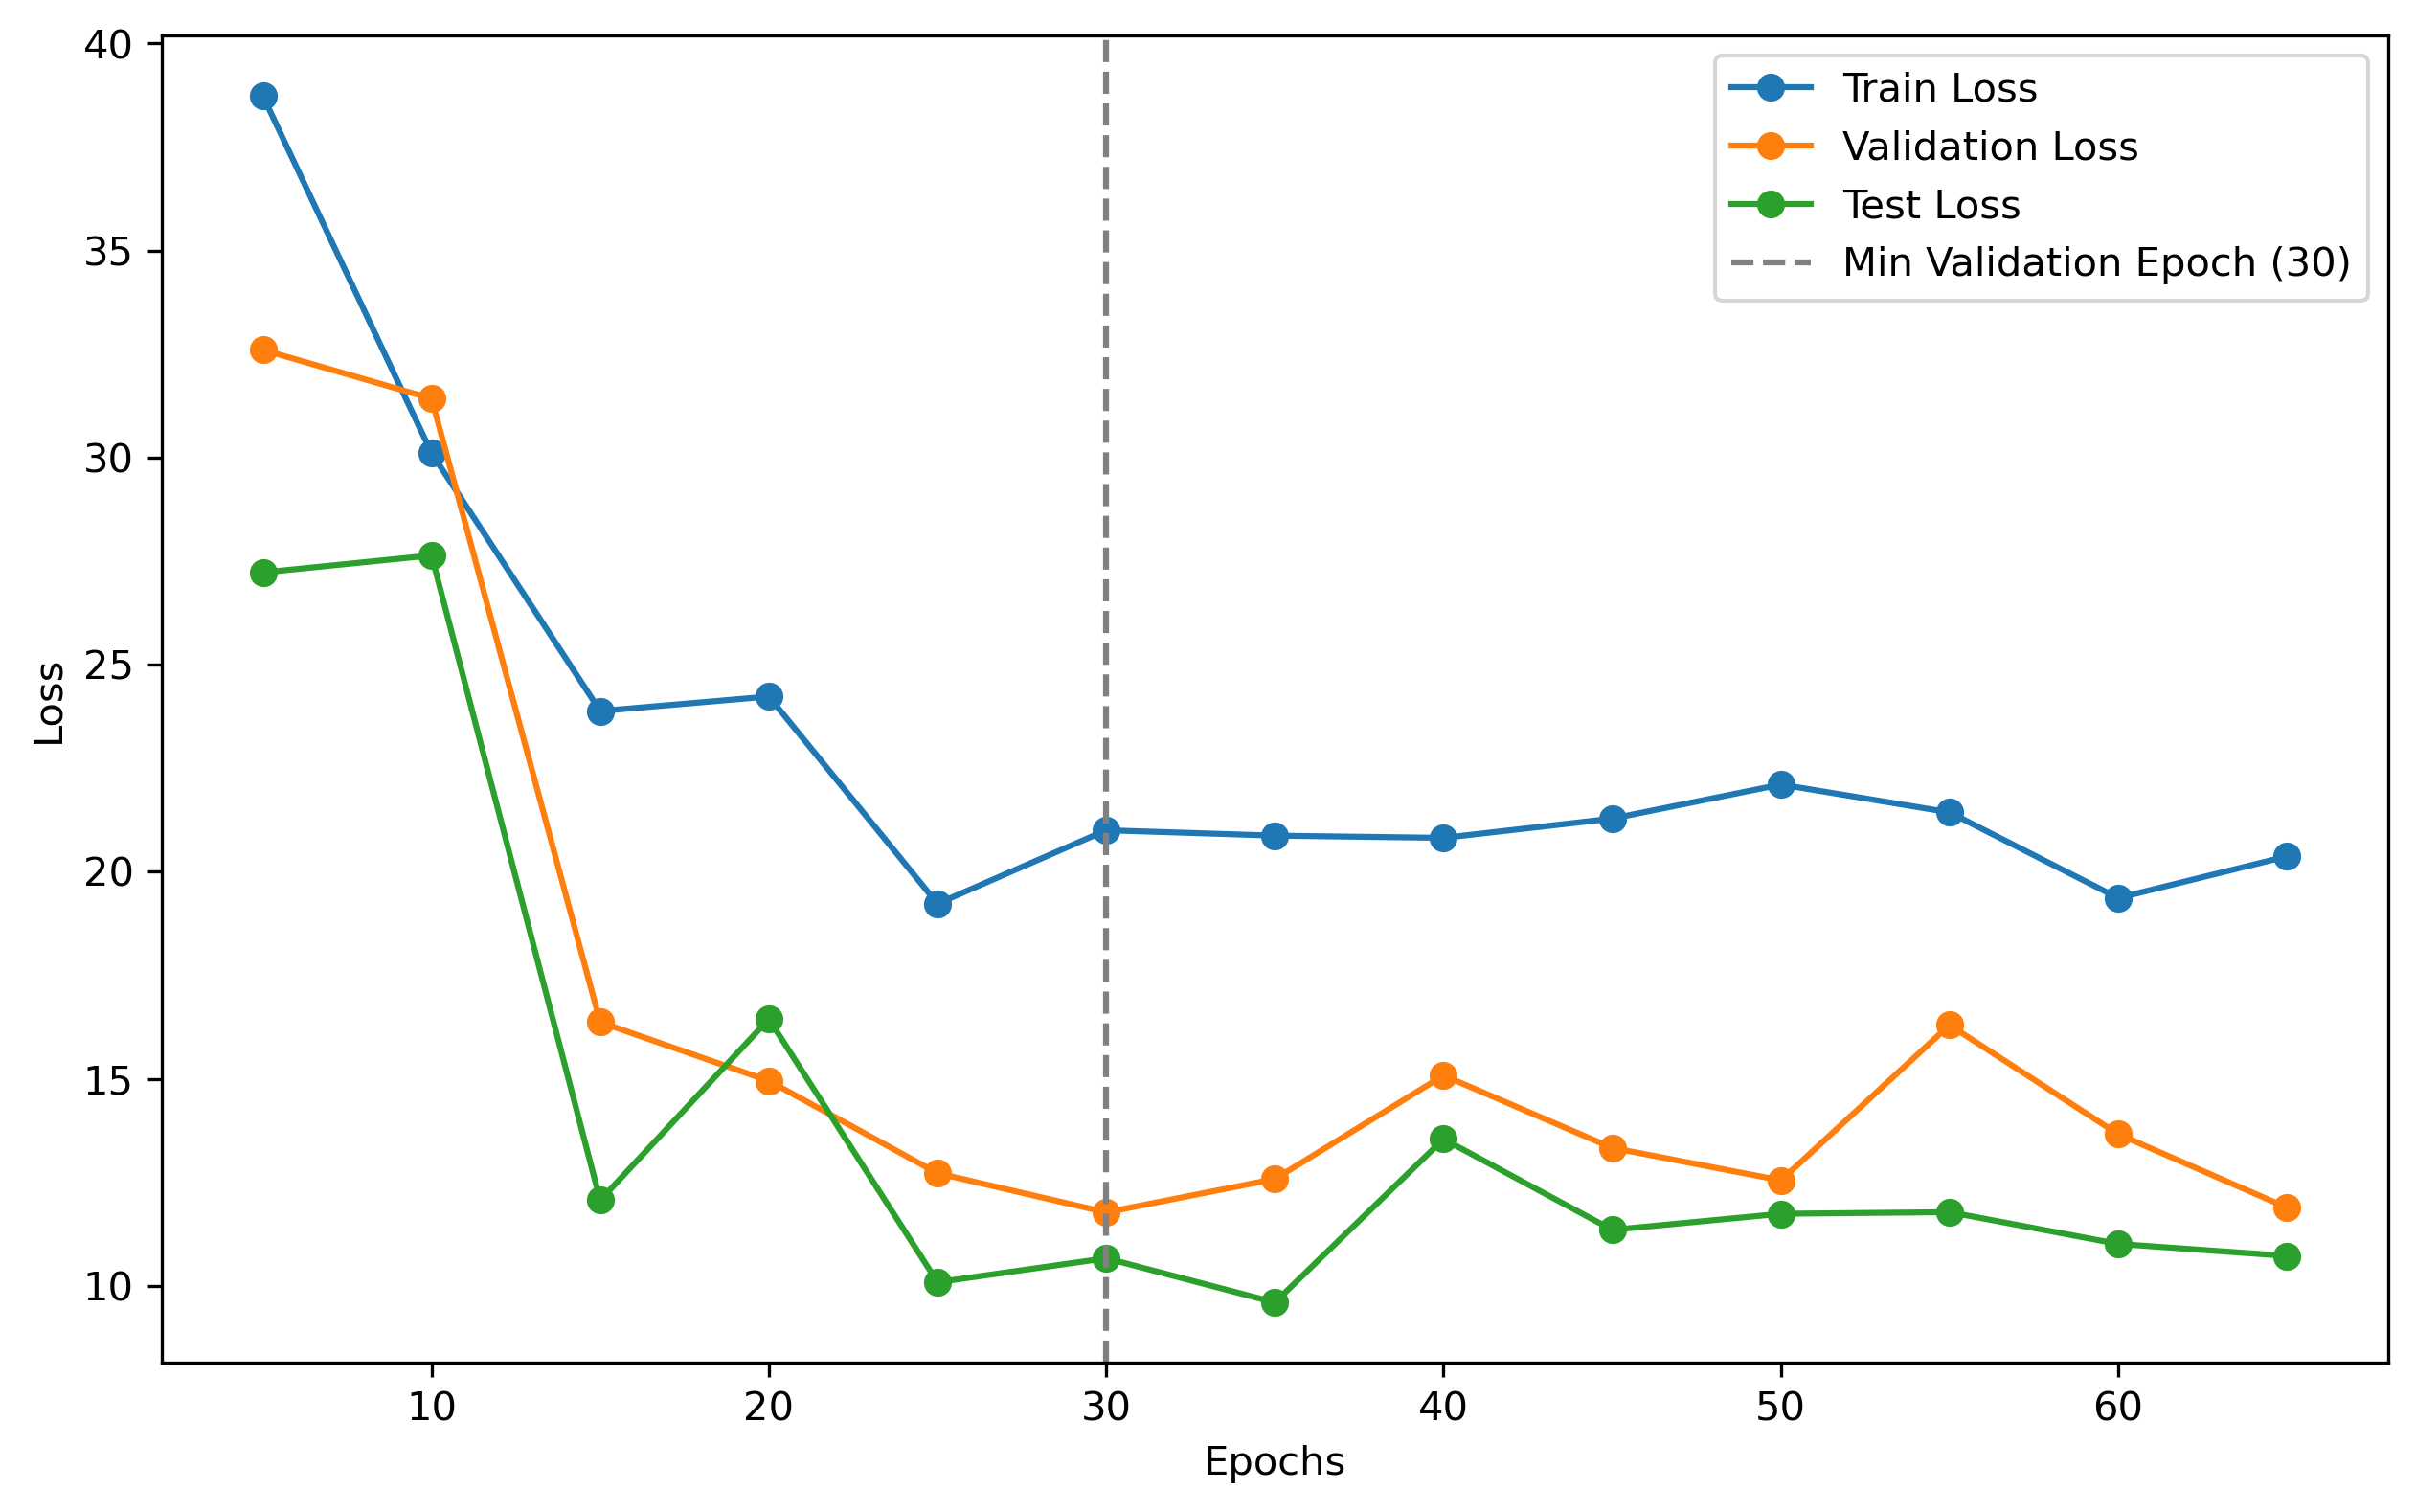 40
35
30
25
20
15
10
Loss
10 20 30 40 50 60
Epochs
Train Loss
Validation Loss
Test Loss
Min Validation Epoch (30)